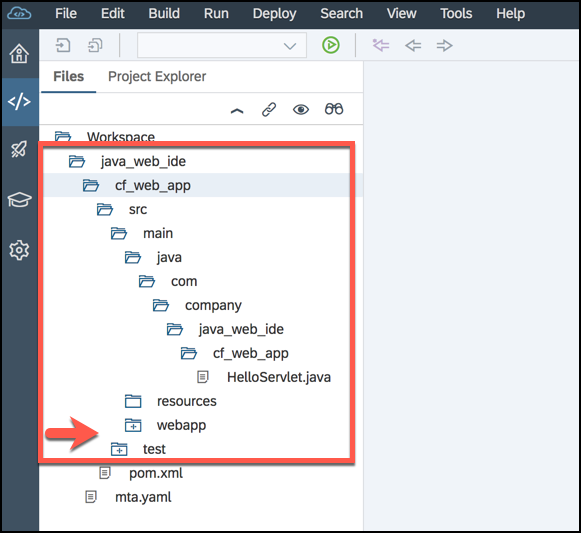 File Edit Build Run Deploy Search View Tools Help
Files Project Explorer
Workspace
java_web_ide
cf_web_app
src
main
java
com
company
java_web_ide
cf_web_app
HelloServlet.java
resources
webapp
test
pom.xml
mta.yaml